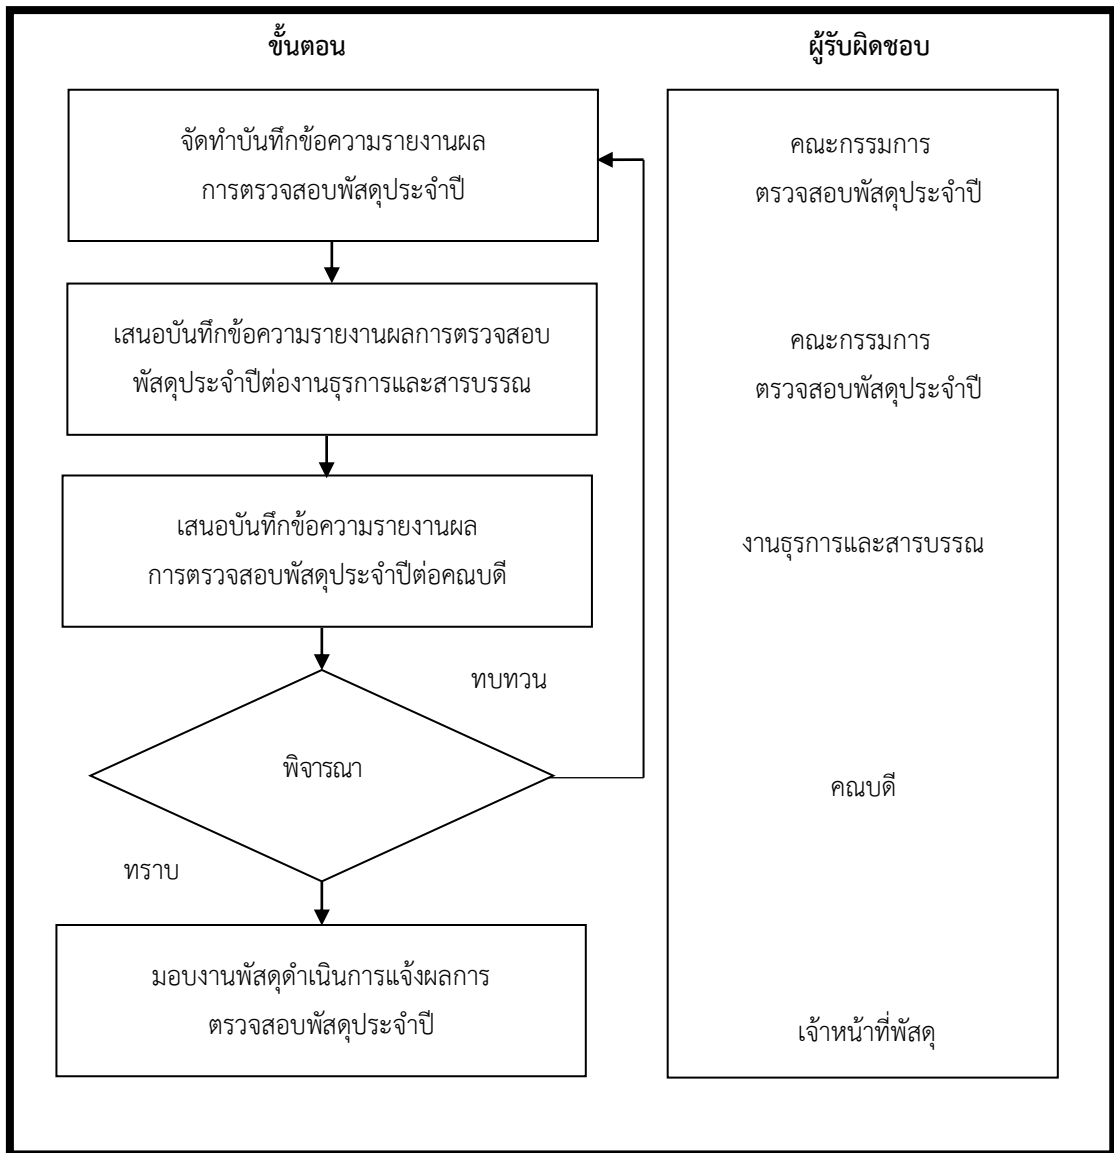 ขั้นตอน
ผู้รับผิดชอบ
จัดทำบันทึกข้อความรายงานผล
การตรวจสอบพัสดุประจำปี
คณะกรรมการ
ตรวจสอบพัสดุประจำปี
เสนอบันทึกข้อความรายงานผลการตรวจสอบ
พัสดุประจำปีต่องานธุรการและสารบรรณ
คณะกรรมการ
ตรวจสอบพัสดุประจำปี
เสนอบันทึกข้อความรายงานผล
การตรวจสอบพัสดุประจำปีต่อคณบดี
งานธุรการและสารบรรณ
ทบทวน
พิจารณา
คณบดี
ทราบ
มอบงานพัสดุดำเนินการแจ้งผลการ
ตรวจสอบพัสดุประจำปี
เจ้าหน้าที่พัสดุ